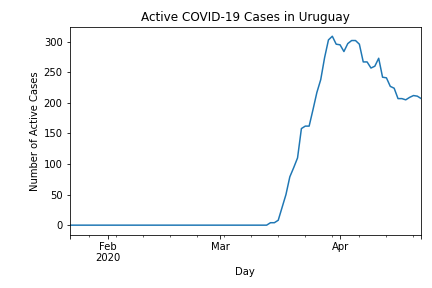 Active COVID-19 Cases in Uruguay
Number of Active Cases
300
250
200
150
100
50
0
Feb
2020
Mar
Apr
Day